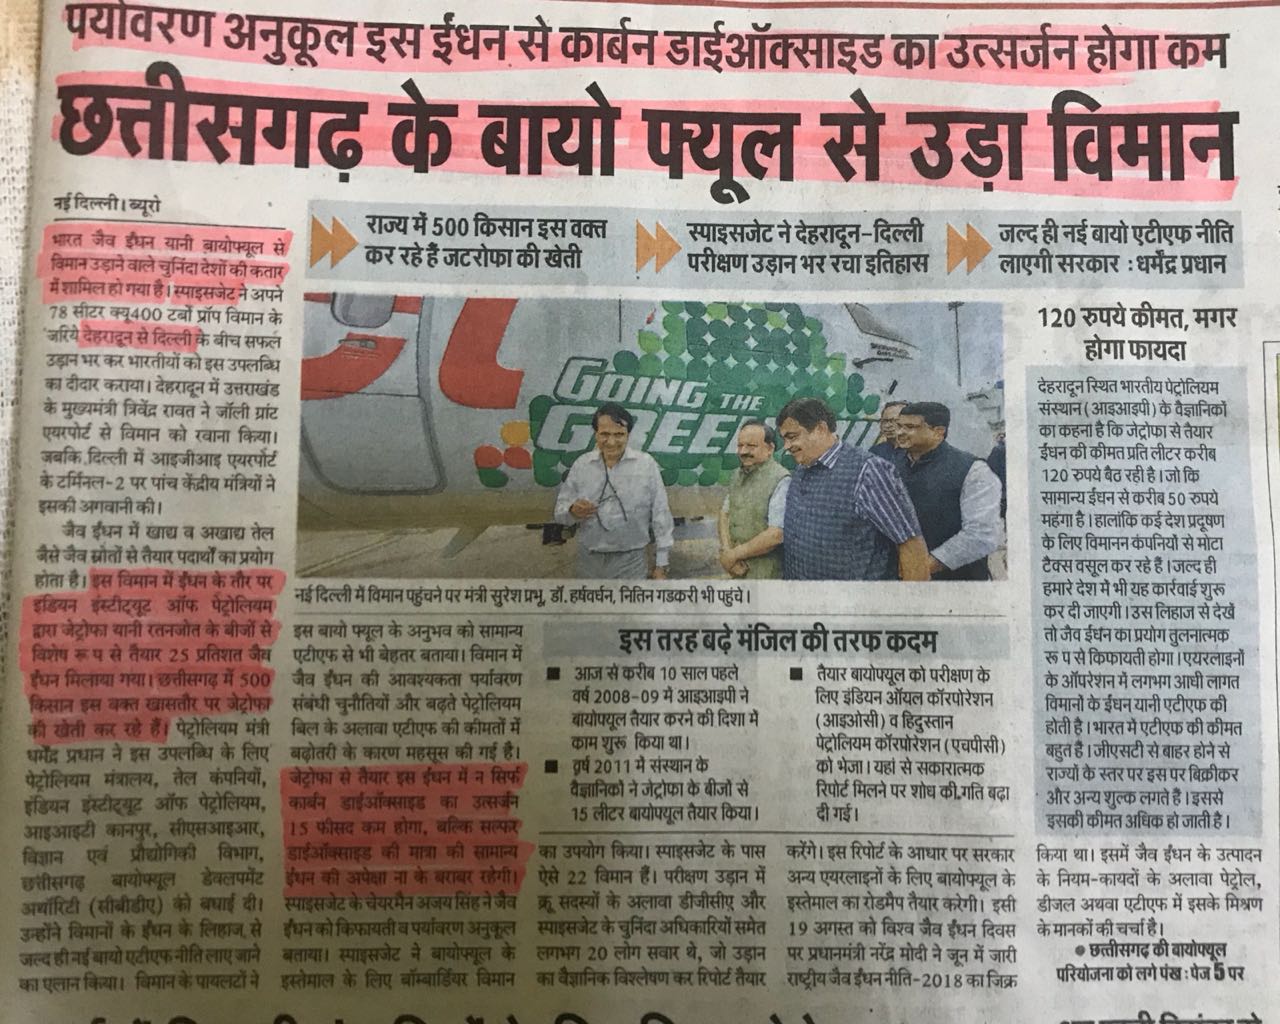 पर्यावरण अनुकूल इस ईंधन से कार्बन डाईऑक्साइड का उत्सर्जन होगा कम
छत्तीसगढ़ के बायो फ्यूल से उड़ा विमान
नई दिल्ली। ब्यूरो
भारत जैव ईंधन यानी बायोफ्यूल से
विमान उड़ाने वाले चुनिंदा देशों की कतार
में शामिल हो गया है। स्पाइसजेट ने अपने
78 सीटर क्यू400 टर्बो प्रॉप विमान के
जरिये देहरादून से दिल्ली के बीच सफल
उड़ान भर कर भारतीयों को इस उपलब्धि
का दीदार कराया। देहरादून में उत्तराखंड
के मुख्यमंत्री त्रिवेंद्र रावत ने जॉली ग्रांट
एयरपोर्ट से विमान को रवाना किया।
जबकि दिल्ली में आइजीआई एयरपोर्ट
के टर्मिनल-2 पर पांच केंद्रीय मंत्रियों ने
इसकी अगवानी की।
जैव ईंधन में खाद्य व अखाद्य तेल
जैसे जैव स्रोतों से तैयार पदार्थों का प्रयोग
होता है। इस विमान में ईंधन के तौर पर
इंडियन इंस्टीट्यूट ऑफ पेट्रोलियम
द्वारा जेट्रोफा यानी रतनजोत के बीजों से
विशेष रूप से तैयार 25 प्रतिशत जैव
ईंधन मिलाया गया। छत्तीसगढ़ में 500
किसान इस वक्त खासतौर पर जेट्रोफा
की खेती कर रहे हैं। पेट्रोलियम मंत्री
धर्मेंद्र प्रधान ने इस उपलब्धि के लिए
पेट्रोलियम मंत्रालय, तेल कंपनियों,
इंडियन इंस्टीट्यूट ऑफ पेट्रोलियम,
आइआइटी कानपुर, सीएसआइआर,
विज्ञान एवं प्रौद्योगिकी विभाग,
छत्तीसगढ़ बायोफ्यूल डेवलपमेंट
अथॉरिटी (सीबीडीए) को बधाई दी।
उन्होंने विमानों के ईंधन के लिहाज से
जल्द ही नई बायो एटीएफ नीति लाए जाने
का एलान किया। विमान के पायलटों ने
राज्य में 500 किसान इस वक्त
कर रहे हैं जटरोफा की खेती
स्पाइसजेट ने देहरादून-दिल्ली
परीक्षण उड़ान भर रचा इतिहास
जल्द ही नई बायो एटीएफ नीति
लाएगी सरकार : धर्मेंद्र प्रधान
GOING THE
GREE
नई दिल्ली में विमान पहुंचने पर मंत्री सुरेश प्रभु, डॉ. हर्षवर्धन, नितिन गडकरी भी पहुंचे।
इस बायो फ्यूल के अनुभव को सामान्य
एटीएफ से भी बेहतर बताया। विमान में
जैव ईंधन की आवश्यकता पर्यावरण
संबंधी चुनौतियों और बढ़ते पेट्रोलियम
बिल के अलावा एटीएफ की कीमतों में
बढ़ोतरी के कारण महसूस की गई है।
जेट्रोफा से तैयार इस ईंधन में न सिर्फ
कार्बन डाईऑक्साइड का उत्सर्जन
15 फीसद कम होगा, बल्कि सल्फर
डाईऑक्साइड की मात्रा की सामान्य
ईंधन की अपेक्षा ना के बराबर रहेगी।
स्पाइसजेट के चेयरमैन अजय सिंह ने जैव
ईंधन को किफायती व पर्यावरण अनुकूल
बताया। स्पाइसजेट ने बायोफ्यूल के
इस्तेमाल के लिए बॉम्बार्डियर विमान
इस तरह बढ़े मंजिल की तरफ कदम
■ आज से करीब 10 साल पहले
वर्ष 2008-09 में आइआइपी ने
बायोफ्यूल तैयार करने की दिशा में
काम शुरू किया था।
■ वर्ष 2011 में संस्थान के
वैज्ञानिकों ने जेट्रोफा के बीजों से
15 लीटर बायोफ्यूल तैयार किया।
■ तैयार बायोफ्यूल को परीक्षण के
लिए इंडियन ऑयल कॉरपोरेशन
(आइओसी) व हिंदुस्तान
पेट्रोलियम कॉरपोरेशन (एचपीसी)
को भेजा। यहां से सकारात्मक
रिपोर्ट मिलने पर शोध की गति बढ़ा
दी गई।
का उपयोग किया। स्पाइसजेट के पास
ऐसे 22 विमान हैं। परीक्षण उड़ान में
क्रू सदस्यों के अलावा डीजीसीए और
स्पाइसजेट के चुनिंदा अधिकारियों समेत
लगभग 20 लोग सवार थे, जो उड़ान
का वैज्ञानिक विश्लेषण कर रिपोर्ट तैयार
करेंगे। इस रिपोर्ट के आधार पर सरकार
अन्य एयरलाइनों के लिए बायोफ्यूल के
इस्तेमाल का रोडमैप तैयार करेगी। इसी
19 अगस्त को विश्व जैव ईंधन दिवस
पर प्रधानमंत्री नरेंद्र मोदी ने जून में जारी
राष्ट्रीय जैव ईंधन नीति-2018 का जिक्र
120 रुपये कीमत, मगर
होगा फायदा
देहरादून स्थित भारतीय पेट्रोलियम
संस्थान (आइआइपी) के वैज्ञानिकों
का कहना है कि जेट्रोफा से तैयार
ईंधन की कीमत प्रति लीटर करीब
120 रुपये बैठ रही है। जो कि
सामान्य ईंधन से करीब 50 रुपये
महंगा है। हालांकि कई देश प्रदूषण
के लिए विमानन कंपनियों से मोटा
टैक्स वसूल कर रहे हैं। जल्द ही
हमारे देश में भी यह कार्रवाई शुरू
कर दी जाएगी। उस लिहाज से देखें
तो जैव ईंधन का प्रयोग तुलनात्मक
रूप से किफायती होगा। एयरलाइनों
के ऑपरेशन में लगभग आधी लागत
विमानों के ईंधन यानी एटीएफ की
होती है। भारत में एटीएफ की कीमत
बहुत है। जीएसटी से बाहर होने से
राज्यों के स्तर पर इस पर बिक्रीकर
और अन्य शुल्क लगते हैं। इससे
इसकी कीमत अधिक हो जाती है।
किया था। इसमें जैव ईंधन के उत्पादन
के नियम-कायदों के अलावा पेट्रोल,
डीजल अथवा एटीएफ में इसके मिश्रण
के मानकों की चर्चा है।
● छत्तीसगढ़ की बायोफ्यूल
परियोजना को लगे पंख : पेज 5 पर